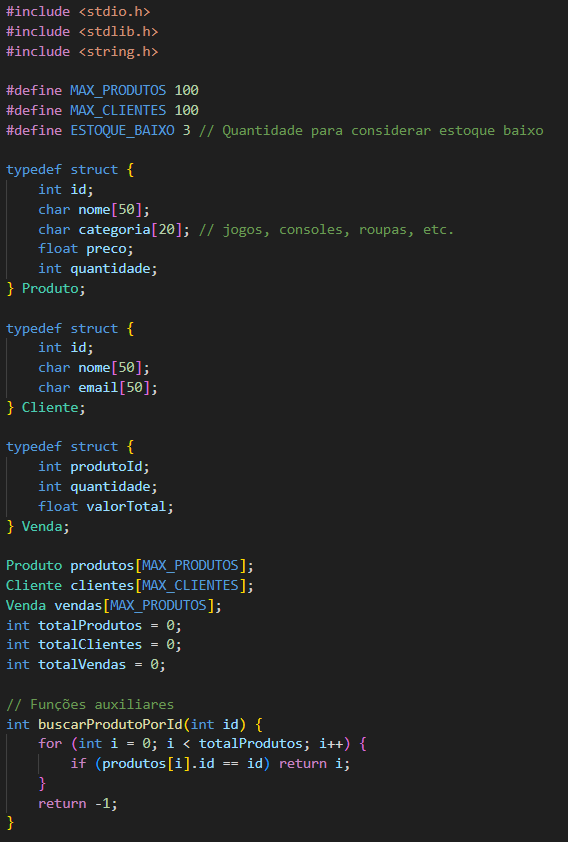 #include <stdio.h>
#include <stdlib.h>
#include <string.h>
#define MAX_PRODUTOS 100
#define MAX_CLIENTES 100
#define ESTOQUE_BAIXO 3 // Quantidade para considerar estoque baixo
typedef struct {
    int id;
    char nome[50];
    char categoria[20]; // jogos, consoles, roupas, etc.
    float preco;
    int quantidade;
} Produto;
typedef struct {
    int id;
    char nome[50];
    char email[50];
} Cliente;
typedef struct {
    int produtoId;
    int quantidade;
    float valorTotal;
} Venda;
Produto produtos[MAX_PRODUTOS];
Cliente clientes[MAX_CLIENTES];
Venda vendas[MAX_PRODUTOS];
int totalProdutos = 0;
int totalClientes = 0;
int totalVendas = 0;
// Funções auxiliares
int buscarProdutoPorId(int id) {
    for (int i = 0; i < totalProdutos; i++) {
        if (produtos[i].id == id) return i;
    }
    return -1;
}